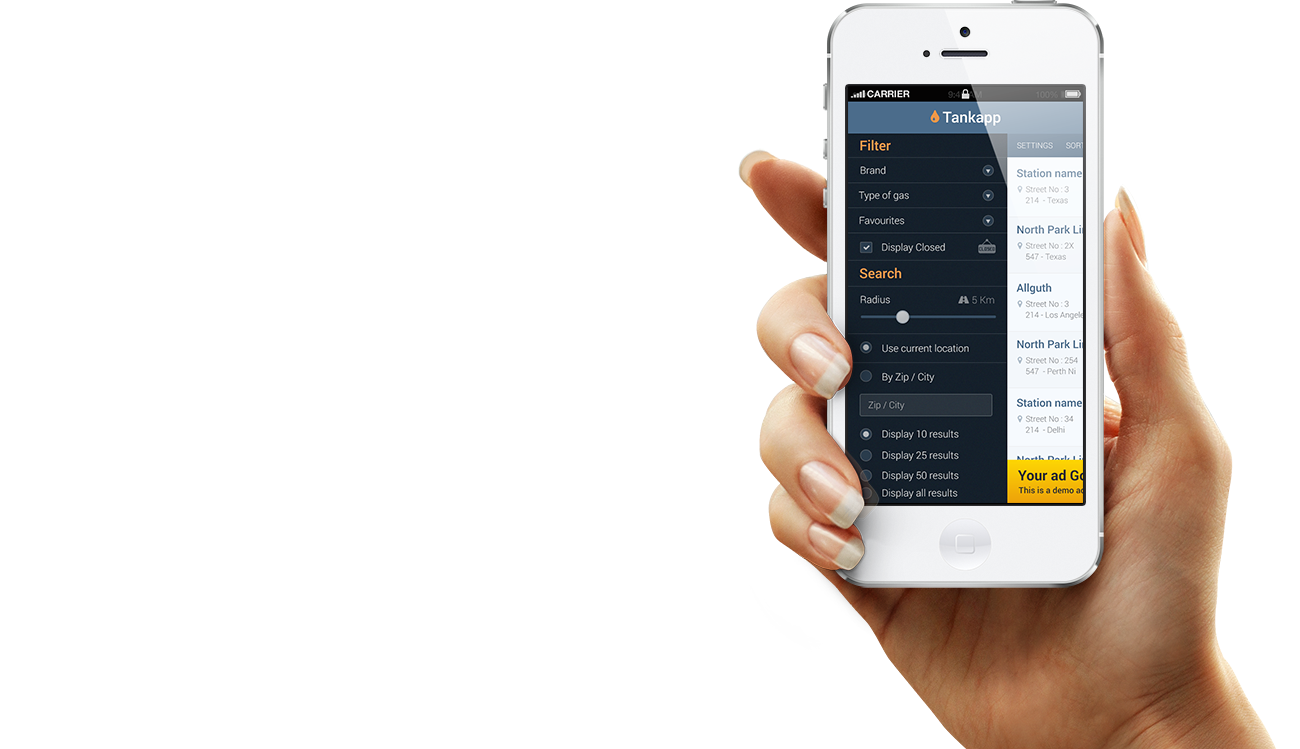 CARRIER
100%
Tankapp
Filter
Brand
Type of gas
Favourites
Display Closed
CLOSED
Search
Radius 5 Km
Use current location
By Zip / City
Zip / City
Display 10 results
Display 25 results
Display 50 results
Display all results
SETTINGS SORT
Station name
Street No : 3
214 - Texas
North Park Li
Street No : 2X
547 - Texas
Allguth
Street No : 3
214 - Los Angele
North Park Li
Street No : 254
547 - Perth Ni
Station name
Street No : 34
214 - Delhi
North Park Li
Your ad Go
This is a demo ad